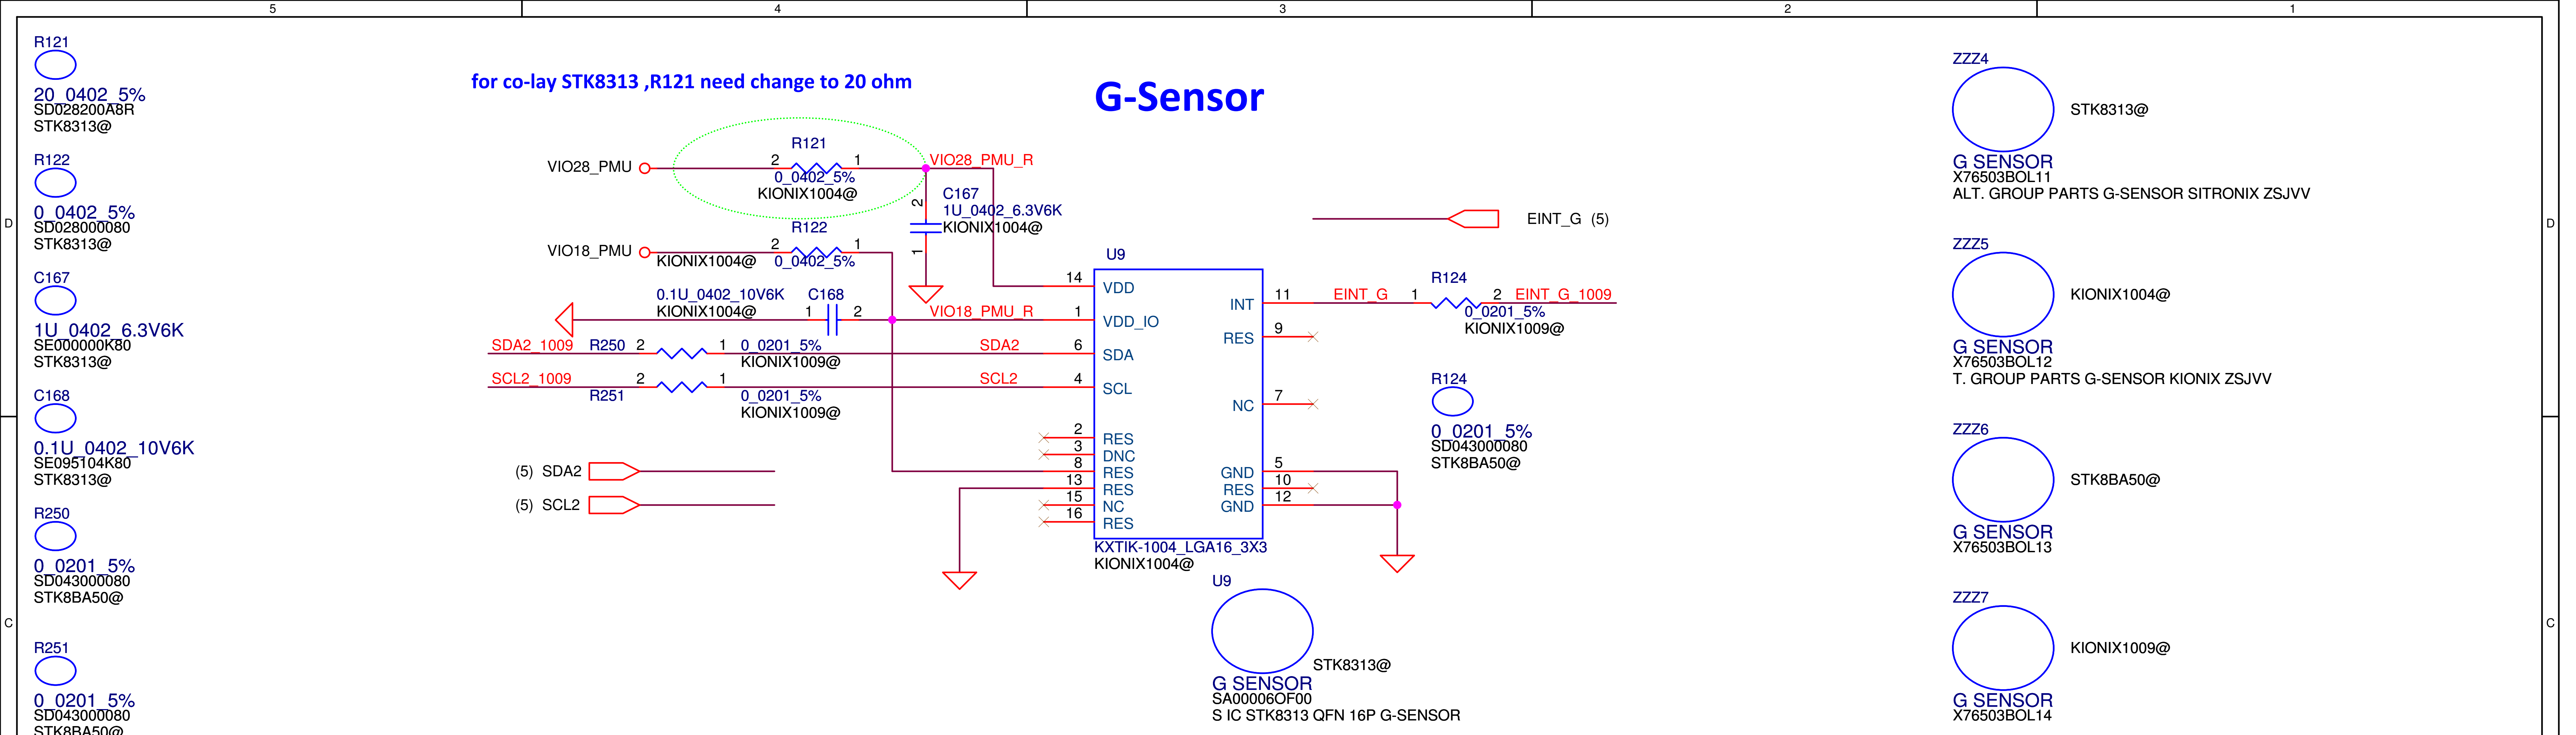 5
4
3
2
1
D
C
D
C
R121
20_0402_5%
SD028200A8R
STK8313@
R122
0_0402_5%
SD028000080
STK8313@
C167
1U_0402_6.3V6K
SE000000K80
STK8313@
C168
0.1U_0402_10V6K
SE095104K80
STK8313@
R250
0_0201_5%
SD043000080
STK8BA50@
R251
0_0201_5%
SD043000080
STK8BA50@
for co-lay STK8313 ,R121 need change to 20 ohm
G-Sensor
R121
VIO28_PMU
2
1
VIO28_PMU_R
0_0402_5%
KIONIX1004@
C167
2
1U_0402_6.3V6K
KIONIX1004@
1
R122
VIO18_PMU
2
1
KIONIX1004@
0_0402_5%
0.1U_0402_10V6K
C168
KIONIX1004@
1
2
VIO18_PMU_R
SDA2_1009
R250
2
1
0_0201_5%
SDA2
KIONIX1009@
SCL2_1009
2
1
SCL2
R251
0_0201_5%
KIONIX1009@
(5) SDA2
(5) SCL2
U9
14
VDD
1
VDD_IO
6
SDA
4
SCL
2
RES
3
DNC
8
RES
13
RES
15
NC
16
RES
INT
11
RES
9
NC
7
GND
5
RES
10
GND
12
KXTIK-1004_LGA16_3X3
KIONIX1004@
U9
STK8313@
G SENSOR
SA00006OF00
S IC STK8313 QFN 16P G-SENSOR
EINT_G (5)
EINT_G
1
R124
2
EINT_G_1009
0_0201_5%
KIONIX1009@
R124
0_0201_5%
SD043000080
STK8BA50@
ZZZ4
STK8313@
G SENSOR
X76503BOL11
ALT. GROUP PARTS G-SENSOR SITRONIX ZSJVV
ZZZ5
KIONIX1004@
G SENSOR
X76503BOL12
T. GROUP PARTS G-SENSOR KIONIX ZSJVV
ZZZ6
STK8BA50@
G SENSOR
X76503BOL13
ZZZ7
KIONIX1009@
G SENSOR
X76503BOL14